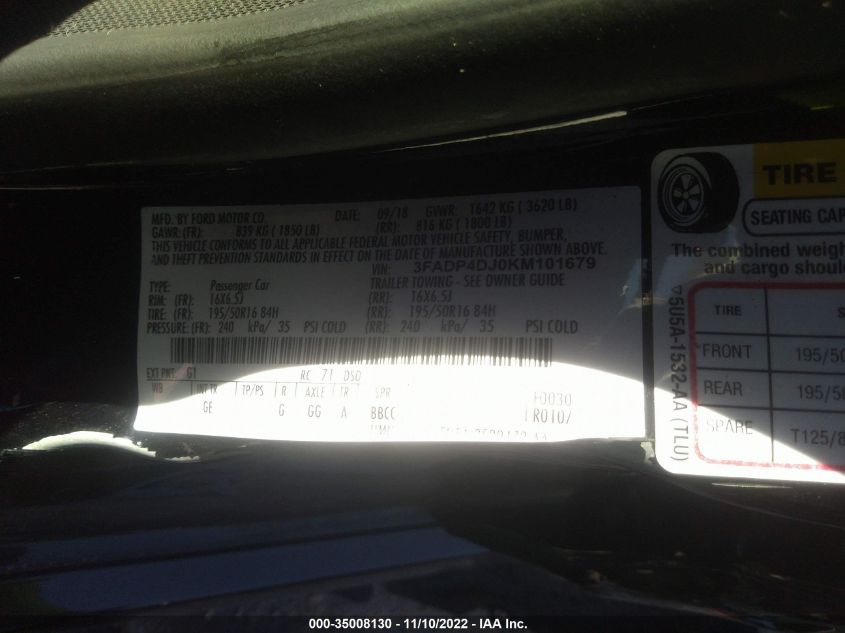 MFD. BY FORD MOTOR CO. DATE: 09/18 GVWR: 1642 KG ( 3620 LB)
GAWR: (FR): 839 KG ( 1850 LB) (RR): 816 KG ( 1800 LB)
THIS VEHICLE CONFORMS TO ALL APPLICABLE FEDERAL MOTOR VEHICLE SAFETY, BUMPER,
AND THEFT PREVENTION STANDARDS IN EFFECT ON THE DATE OF MANUFACTURE SHOWN ABOVE.
VIN: 3FADP4DJ0KM101679
TYPE: Passenger Car TRAILER TOWING - SEE OWNER GUIDE
RIM: (FR): 16X6.5J (RR): 16X6.5J
TIRE: (FR): 195/50R16 84H (RR): 195/50R16 84H
PRESSURE: (FR): 240 kPa/ 35 PSI COLD (RR): 240 kPa/ 35 PSI COLD
EXT PNT: G1 RC: 71 DSO:
WB INT TR TP/PS R AXLE TR SPR F0030
GE G GG A BBCC R0107
TIRE
SEATING CAP
The combined weigh
and cargo shoul
TIRE S
FRONT 195/50
REAR 195/50
SPARE T125/8
5U5A-1532-AA (TLU)
000-35008130 - 11/10/2022 - IAA Inc.